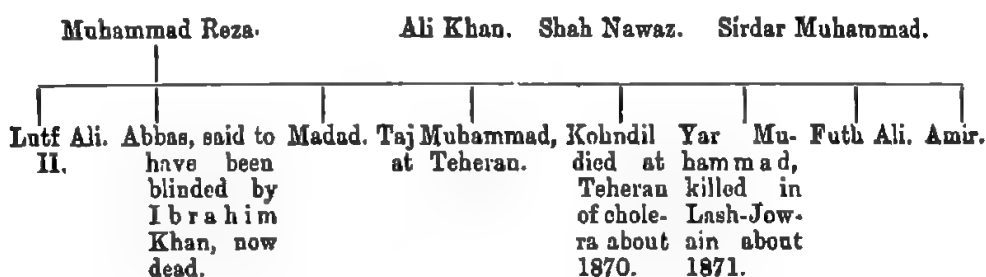 Muhammad Reza. Ali Khan. Shah Nawaz. Sirdar Muhammad.
Lutf Ali II.
Abbas, said to
have been
blinded by
Ibrahim
Khan, now
dead.
Madad.
Taj Muhammad,
at Teheran.
Kohndil
died at
Teheran
of chole-
ra about
1870.
Yar Mu-
hammad,
killed in
Lash-Jow-
ain about
1871.
Futh Ali.
Amir.